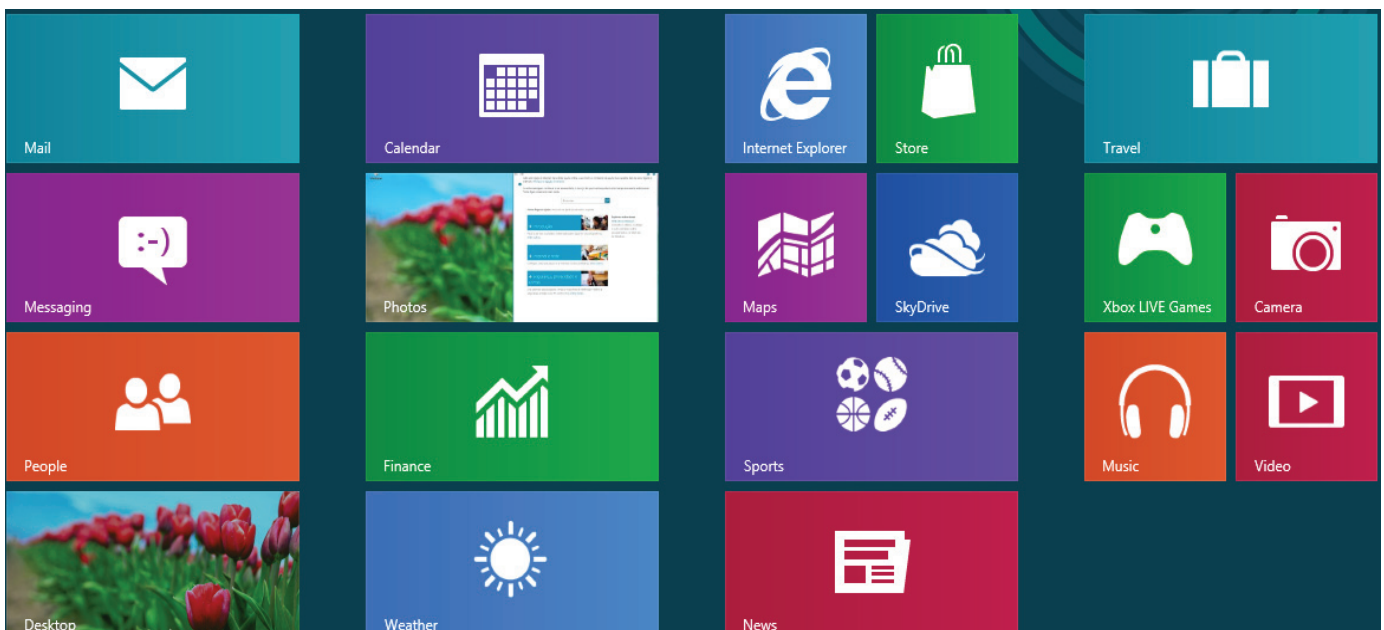 Mail
Calendar
Internet Explorer
Store
Travel
Messaging
:-)
Photos
Maps
SkyDrive
Xbox LIVE Games
Camera
People
Finance
Sports
Music
Video
Desktop
Weather
News